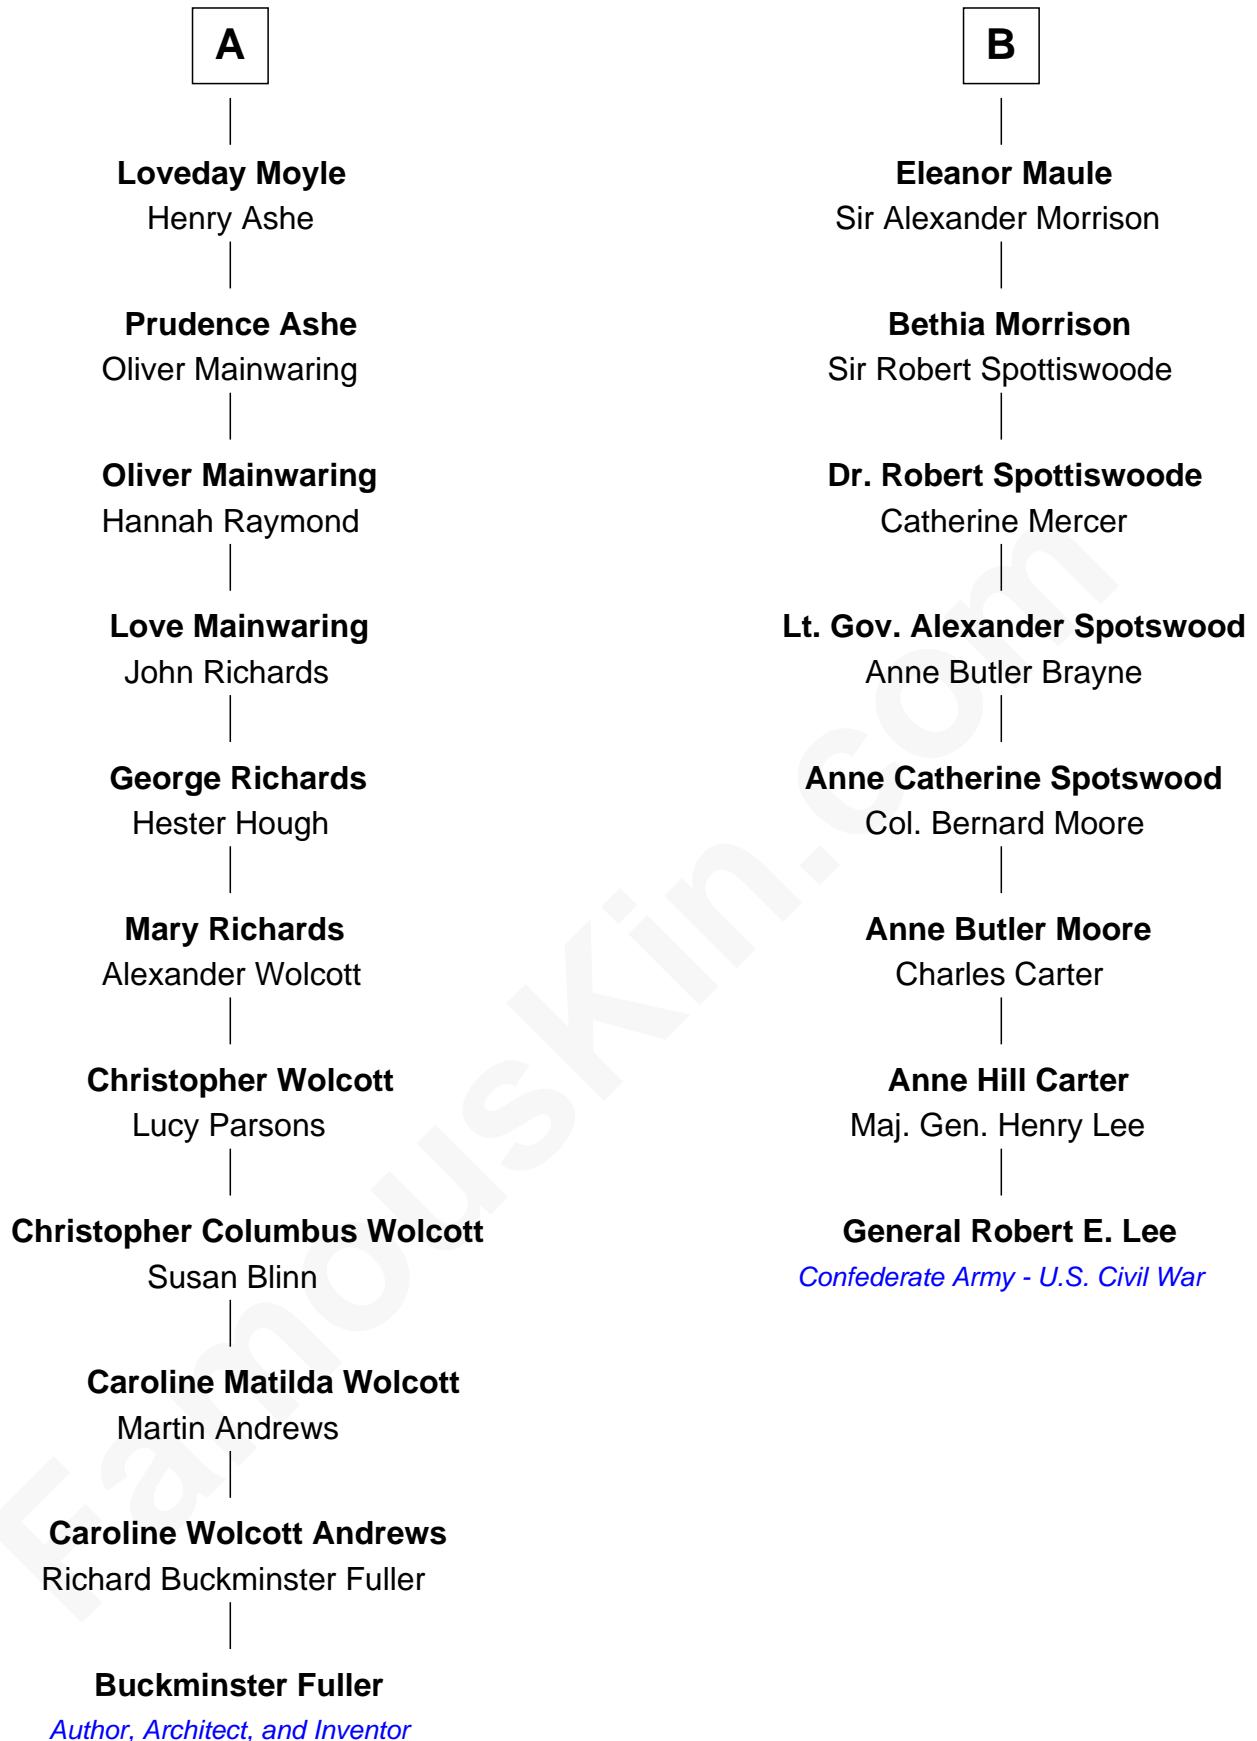 A
Loveday Moyle
Henry Ashe
Prudence Ashe
Oliver Mainwaring
Oliver Mainwaring
Hannah Raymond
Love Mainwaring
John Richards
George Richards
Hester Hough
Mary Richards
Alexander Wolcott
Christopher Wolcott
Lucy Parsons
Christopher Columbus Wolcott
Susan Blinn
Caroline Matilda Wolcott
Martin Andrews
Caroline Wolcott Andrews
Richard Buckminster Fuller
Buckminster Fuller
Author, Architect, and Inventor
B
Eleanor Maule
Sir Alexander Morrison
Bethia Morrison
Sir Robert Spottiswoode
Dr. Robert Spottiswoode
Catherine Mercer
Lt. Gov. Alexander Spotswood
Anne Butler Brayne
Anne Catherine Spotswood
Col. Bernard Moore
Anne Butler Moore
Charles Carter
Anne Hill Carter
Maj. Gen. Henry Lee
General Robert E. Lee
Confederate Army - U.S. Civil War
FamousKin.com